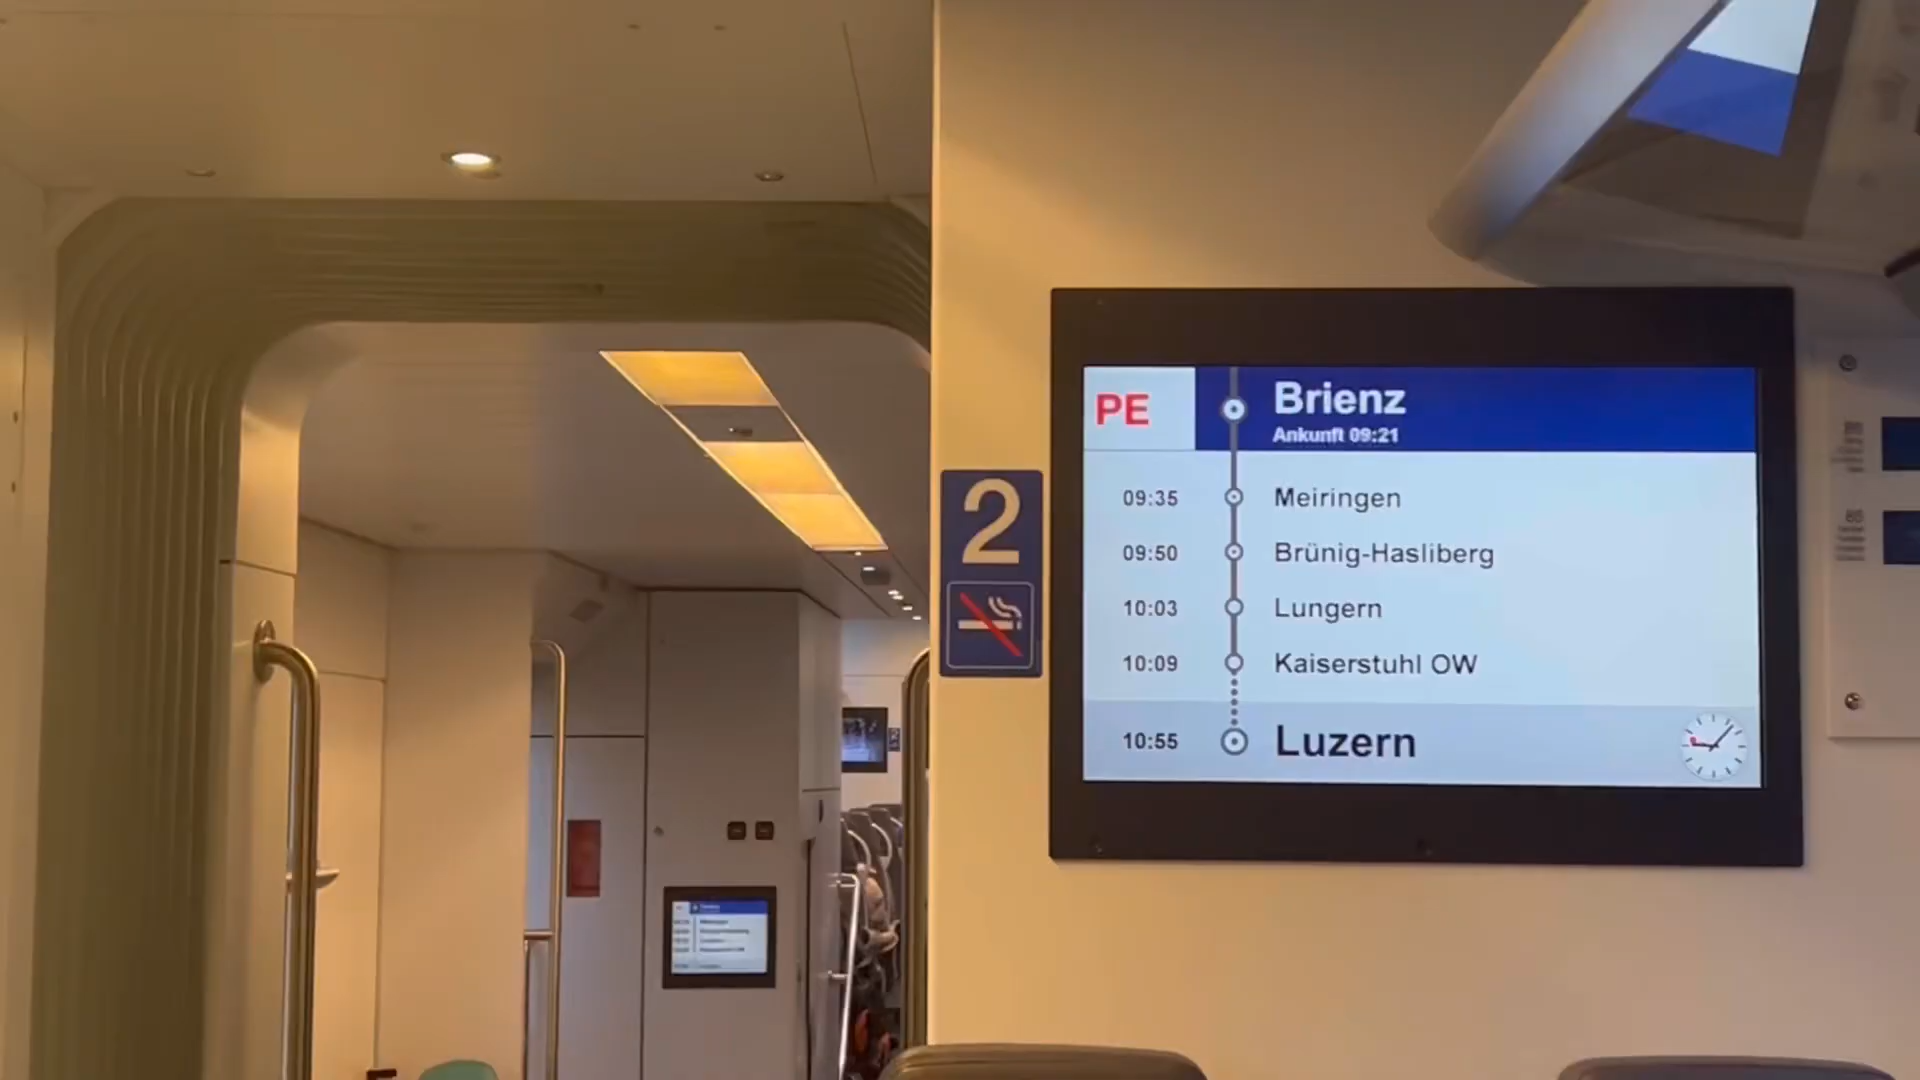 2
PE
Brienz
Ankunft 09:21
09:35 Meiringen
09:50 Brünig-Hasliberg
10:03 Lungern
10:09 Kaiserstuhl OW
10:55 Luzern